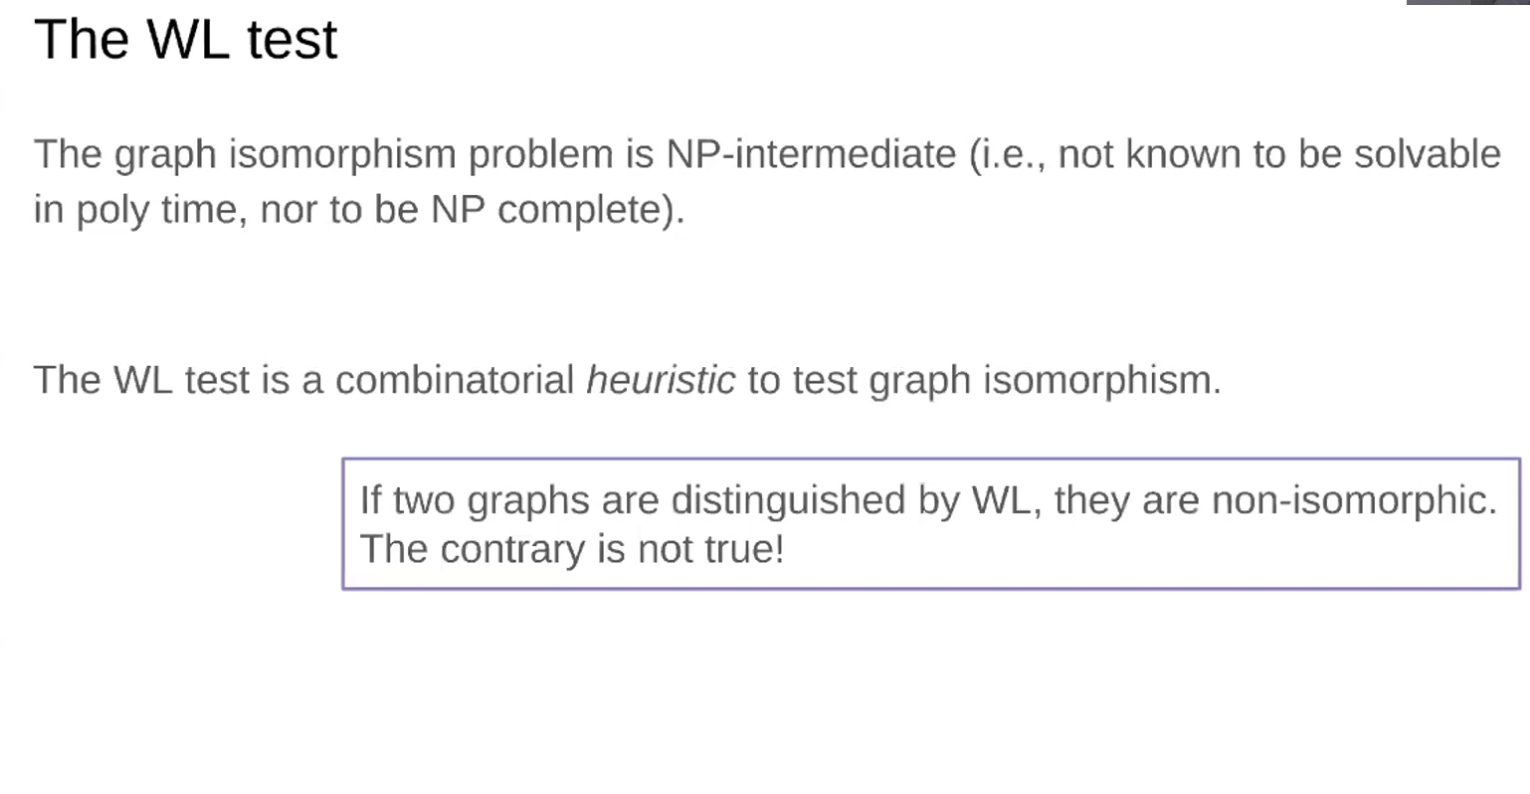 The WL test
The graph isomorphism problem is NP-intermediate (i.e., not known to be solvable
in poly time, nor to be NP complete).
The WL test is a combinatorial heuristic to test graph isomorphism.
If two graphs are distinguished by WL, they are non-isomorphic.
The contrary is not true!